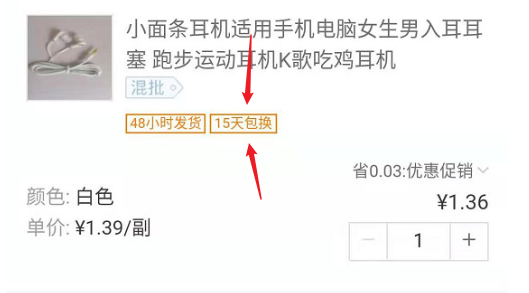 小面条耳机适用手机电脑女生男入耳耳
塞 跑步运动耳机K歌吃鸡耳机
混批
48小时发货 15天包换
省0.03:优惠促销
颜色: 白色
¥1.36
单价: ¥1.39/副
− 1 +